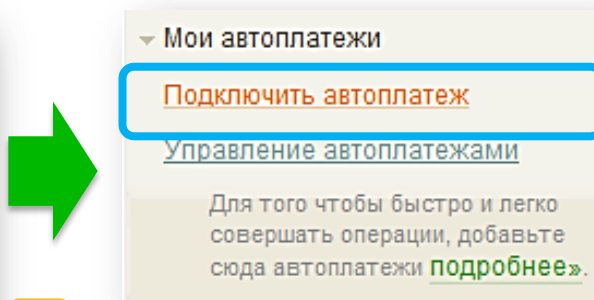 Мои автоплатежи
Подключить автоплатеж
Управление автоплатежами
Для того чтобы быстро и легко
совершать операции, добавьте
сюда автоплатежи подробнее».